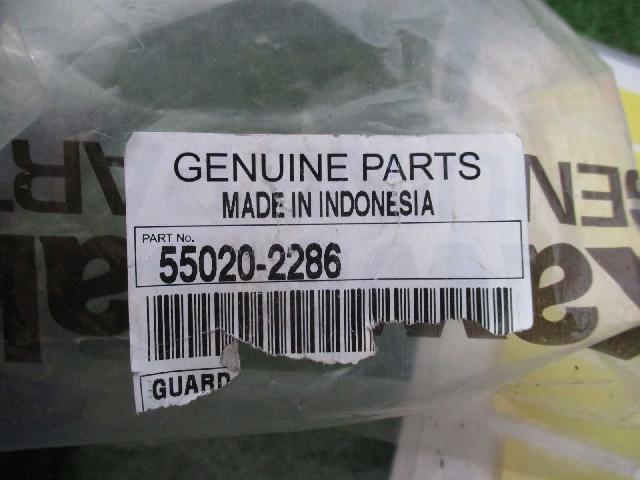 GENUINE PARTS
MADE IN INDONESIA
PART No.
55020-2286
GUARD